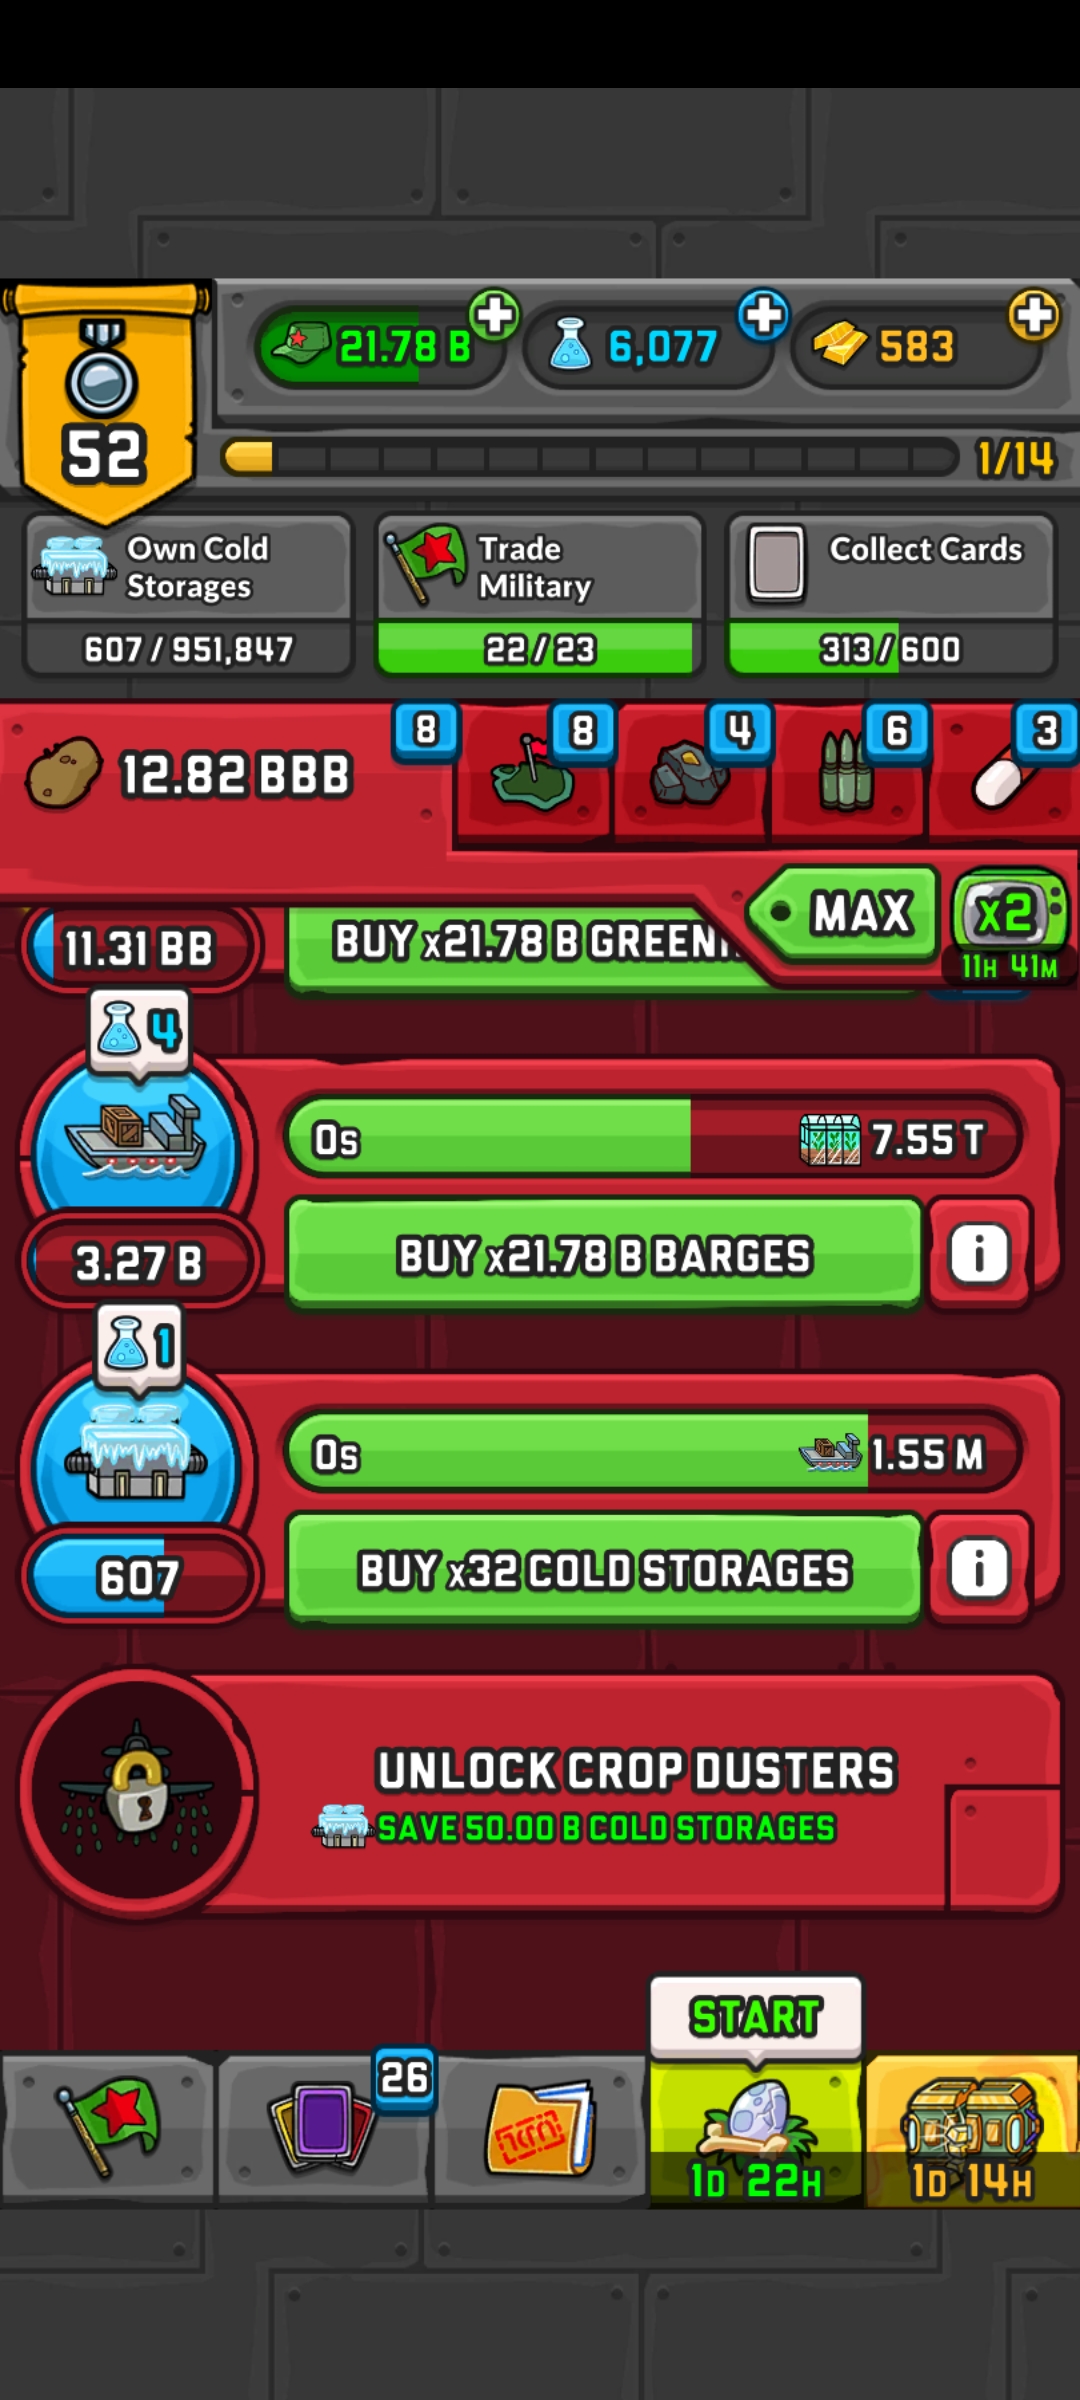 21.78 B
6,077
583
52
1/14
Own Cold
Storages
607 / 951,847
Trade
Military
22 / 23
Collect Cards
313 / 600
12.82 BBB
8
8
4
6
3
MAX
x2
11H 41M
11.31 BB
BUY x21.78 B
4
0s
7.55 T
3.27 B
BUY x21.78 B BARGES
i
1
0s
1.55 M
607
BUY x32 COLD STORAGES
i
UNLOCK CROP DUSTERS
SAVE 50.00 B COLD STORAGES
START
26
1D 22H
1D 14H